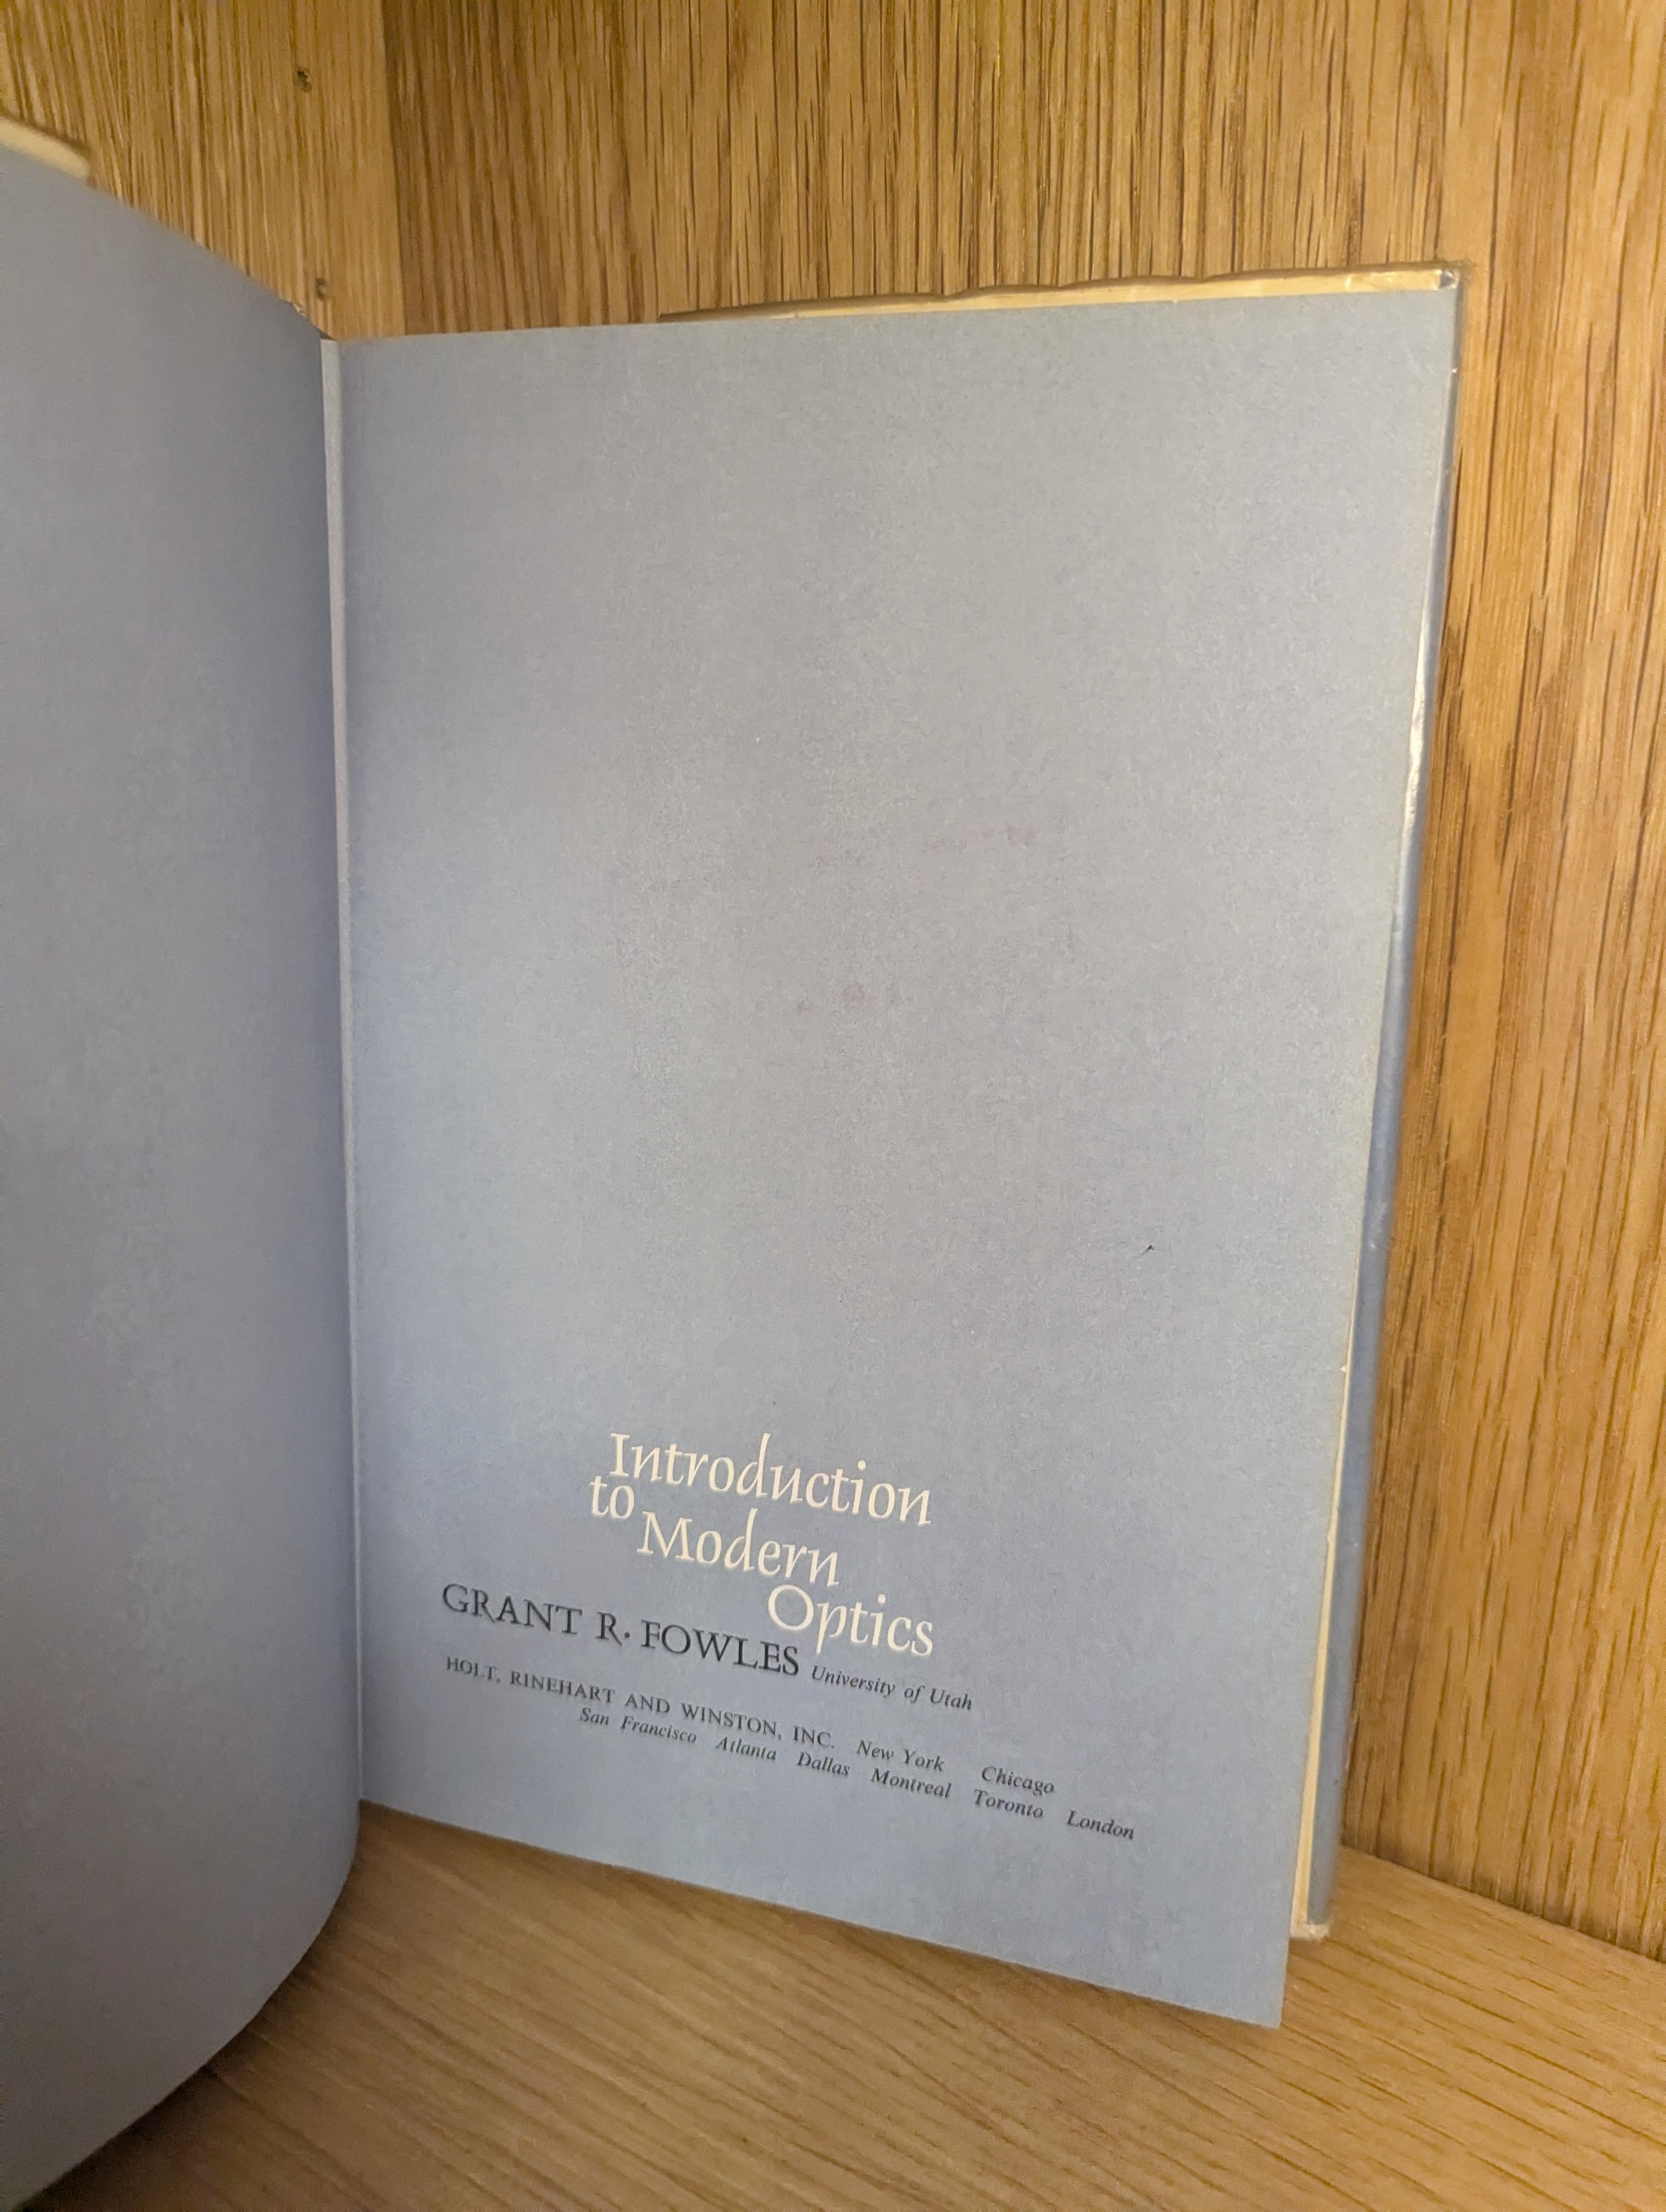 Introduction
to Modern
Optics
GRANT R. FOWLES University of Utah
HOLT, RINEHART AND WINSTON, INC. New York Chicago
San Francisco Atlanta Dallas Montreal Toronto London